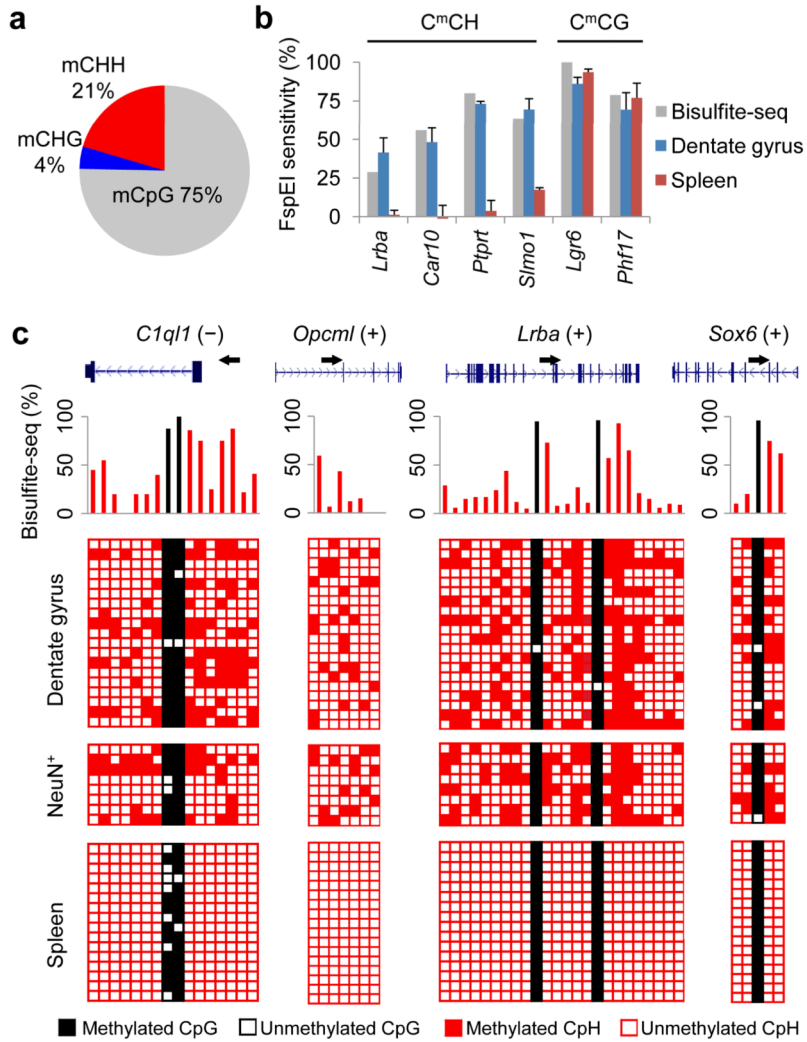 a
mCHH
21%
mCHG
4%
mCpG 75%
b
CᵐCH
CᵐCG
FspEI sensitivity (%)
100
75
50
25
0
Lrba
Car10
Ptprt
Slmo1
Lgr6
Phf17
Bisulfite-seq
Dentate gyrus
Spleen
c
C1ql1 (−)
Opcml (+)
Lrba (+)
Sox6 (+)
Bisulfite-seq (%)
100
50
0
100
50
0
100
50
0
100
50
0
Dentate gyrus
NeuN⁺
Spleen
Methylated CpG
Unmethylated CpG
Methylated CpH
Unmethylated CpH